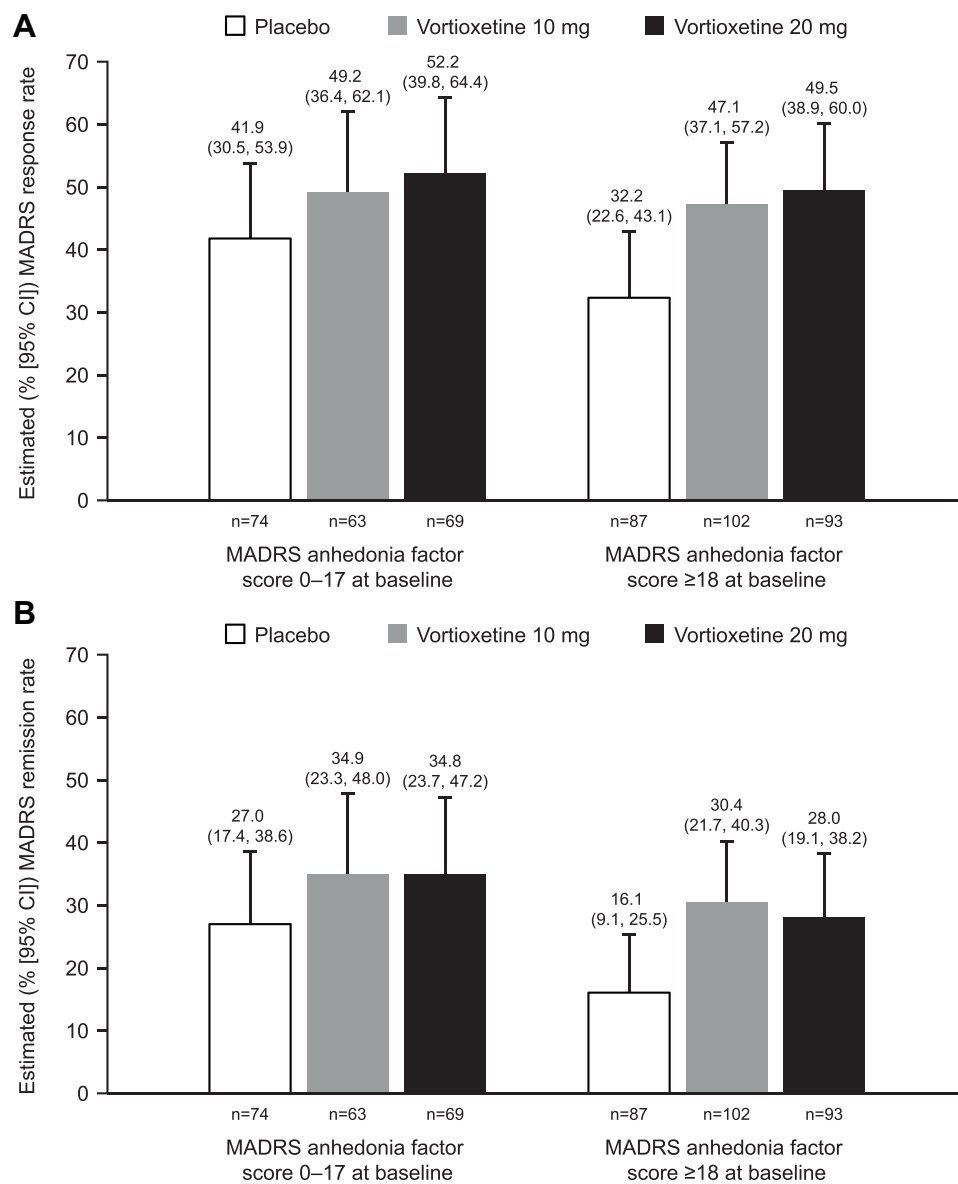 A
Placebo
Vortioxetine 10 mg
Vortioxetine 20 mg
Estimated (% [95% CI]) MADRS response rate
70
60
50
40
30
20
10
0
41.9
(30.5, 53.9)
49.2
(36.4, 62.1)
52.2
(39.8, 64.4)
32.2
(22.6, 43.1)
47.1
(37.1, 57.2)
49.5
(38.9, 60.0)
n=74
n=63
n=69
n=87
n=102
n=93
MADRS anhedonia factor
score 0–17 at baseline
MADRS anhedonia factor
score ≥18 at baseline
B
Placebo
Vortioxetine 10 mg
Vortioxetine 20 mg
Estimated (% [95% CI]) MADRS remission rate
70
60
50
40
30
20
10
0
27.0
(17.4, 38.6)
34.9
(23.3, 48.0)
34.8
(23.7, 47.2)
16.1
(9.1, 25.5)
30.4
(21.7, 40.3)
28.0
(19.1, 38.2)
n=74
n=63
n=69
n=87
n=102
n=93
MADRS anhedonia factor
score 0–17 at baseline
MADRS anhedonia factor
score ≥18 at baseline